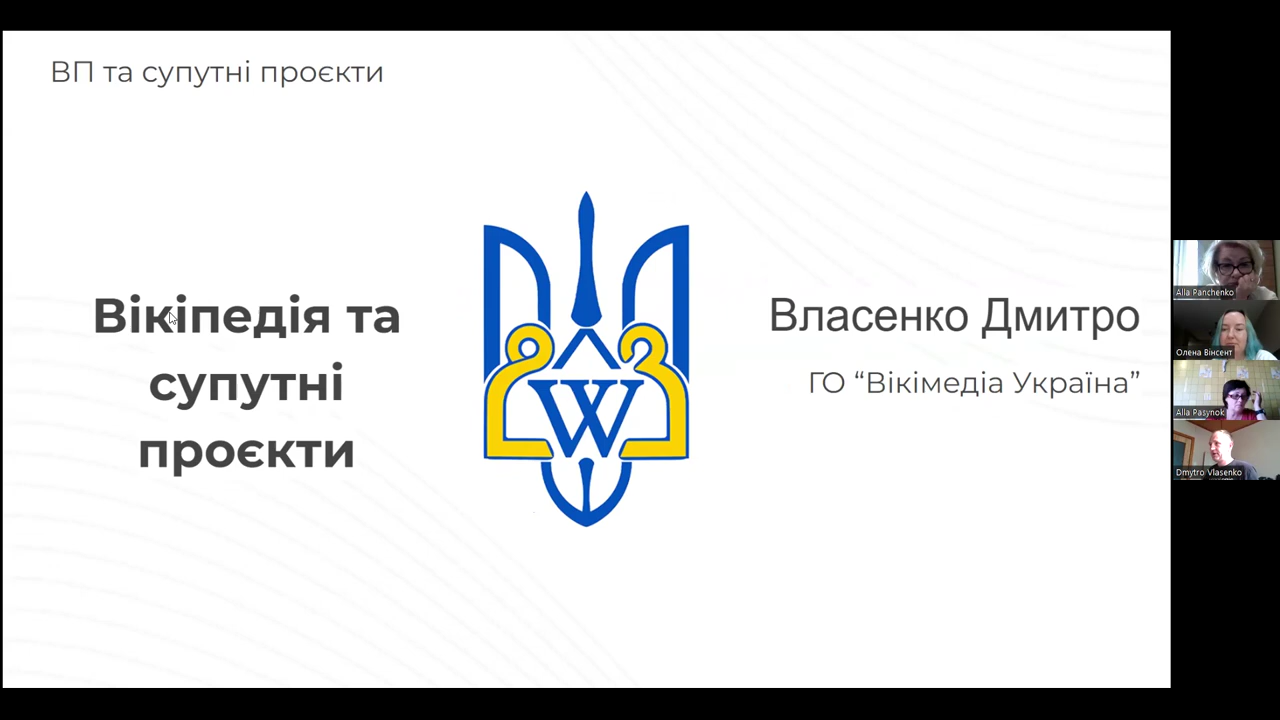 ВП та супутні проєкти
Вікіпедія та
супутні
проєкти
W
Власенко Дмитро
ГО “Вікімедіа Україна”
Alla Panchenko
Олена Вінсент
Alla Pasynok
Dmytro Vlasenko